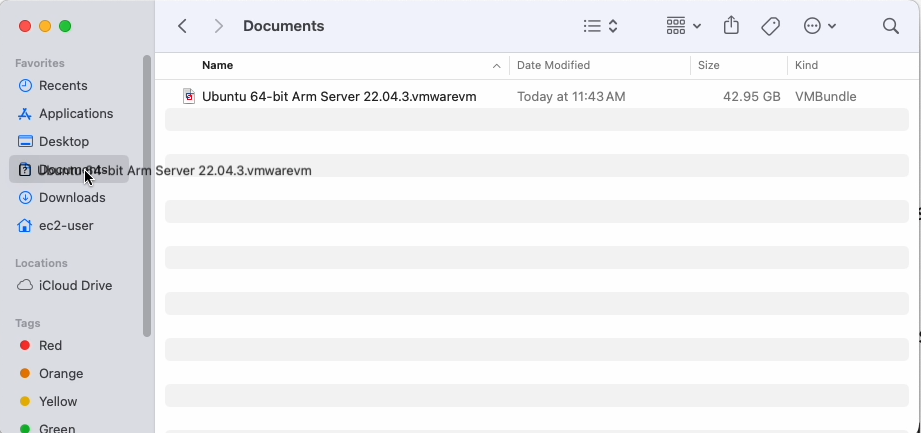 Documents
Favorites
Recents
Applications
Desktop
Documents
Downloads
ec2-user
Locations
iCloud Drive
Tags
Red
Orange
Yellow
Green
Name Date Modified Size Kind
Ubuntu 64-bit Arm Server 22.04.3.vmwarevm Today at 11:43 AM 42.95 GB VMBundle
Ubuntu 64-bit Arm Server 22.04.3.vmwarevm